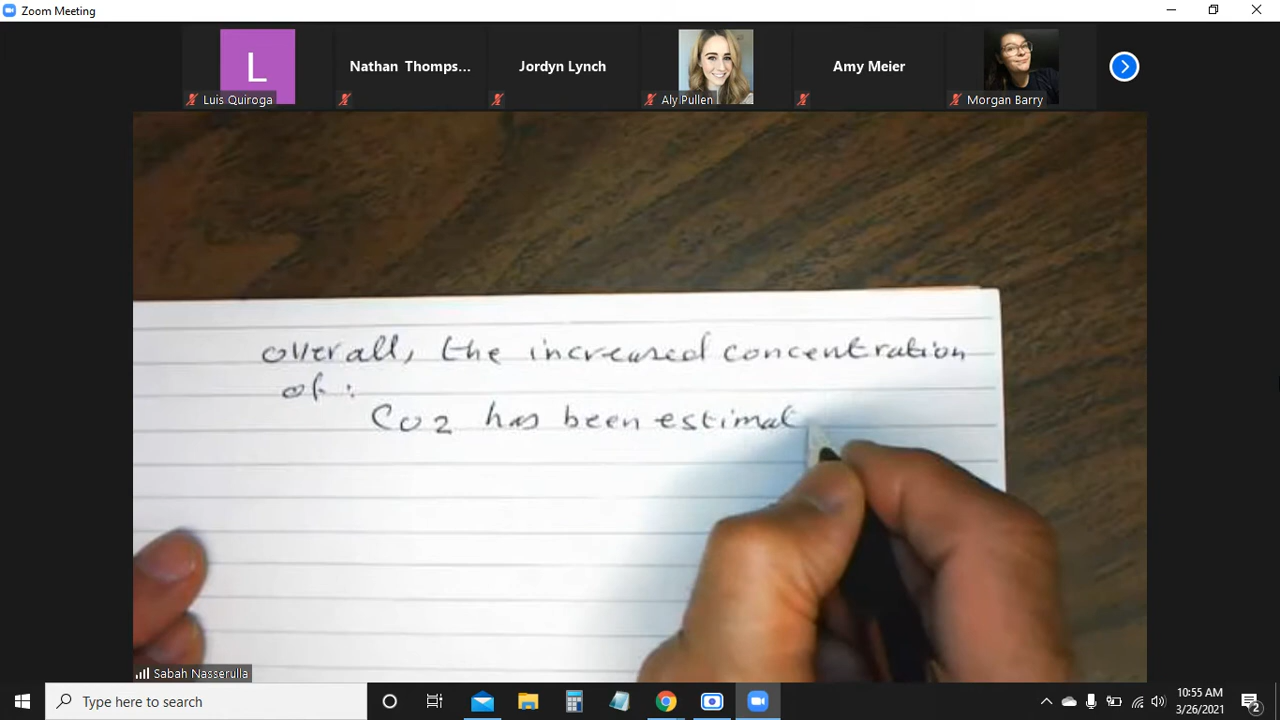 Zoom Meeting
L
Luis Quiroga
Nathan Thomps...
Jordyn Lynch
Aly Pullen
Amy Meier
Morgan Barry
overall, the increased concentration
of :
CO2 has been estimat
Sabah Nasserulla
Type here to search
10:55 AM
3/26/2021
2